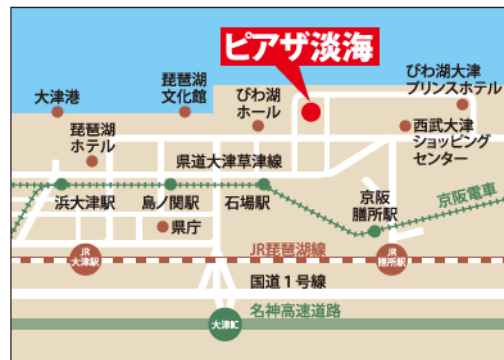 ピアザ淡海
大津港
琵琶湖
文化館
びわ湖
ホール
びわ湖大津
プリンスホテル
琵琶湖
ホテル
西武大津
ショッピング
センター
県道大津草津線
浜大津駅
島ノ関駅
石場駅
京阪
膳所駅
京阪電車
県庁
JR
大津駅
JR琵琶湖線
JR
膳所駅
国道1号線
名神高速道路
大津IC